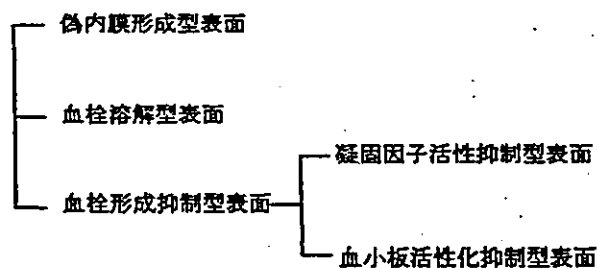 伪内膜形成型表面
血栓溶解型表面
凝固因子活性抑制型表面
血栓形成抑制型表面
血小板活性化抑制型表面